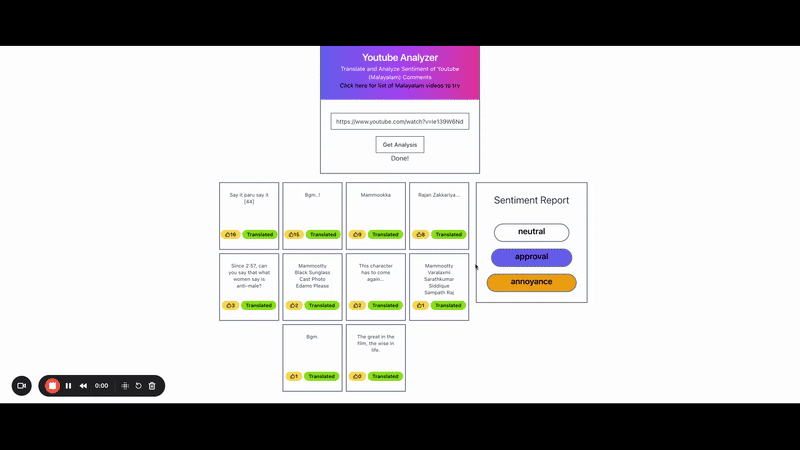 Youtube Analyzer
Translate and Analyze Sentiment of Youtube
(Malayalam) Comments
Click here for list of Malayalam videos to try
https://www.youtube.com/watch?v=Ie139W6Nd
Get Analysis
Done!
Say it paru say it
[44]
16 Translated
Bgm..!
15 Translated
Mammookka
9 Translated
Rajan Zakkariya...
8 Translated
Since 2:57, can
you say that what
women say is
anti-male?
3 Translated
Mammootty
Black Sunglass
Cast Photo
Edamo Please
2 Translated
This character
has to come
again...
2 Translated
Mammootty
Varalaxmi
Sarathkumar
Siddique
Sampath Raj
1 Translated
Bgm.
1 Translated
The great in the
film, the wise in
life.
0 Translated
Sentiment Report
neutral
approval
annoyance
0:00